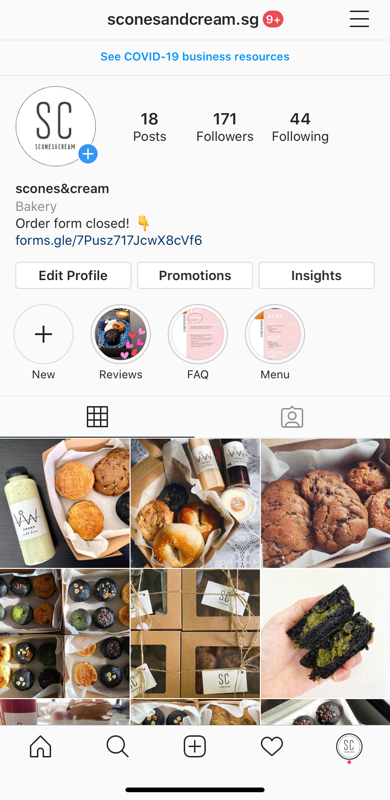 sconesandcream.sg 9+
See COVID-19 business resources
SC
SCONES&CREAM
18 171 44
Posts Followers Following
scones&cream
Bakery
Order form closed! 👇
forms.gle/7Pusz717JcwX8cVf6
Edit Profile Promotions Insights
New Reviews FAQ Menu
SC
SC
SC